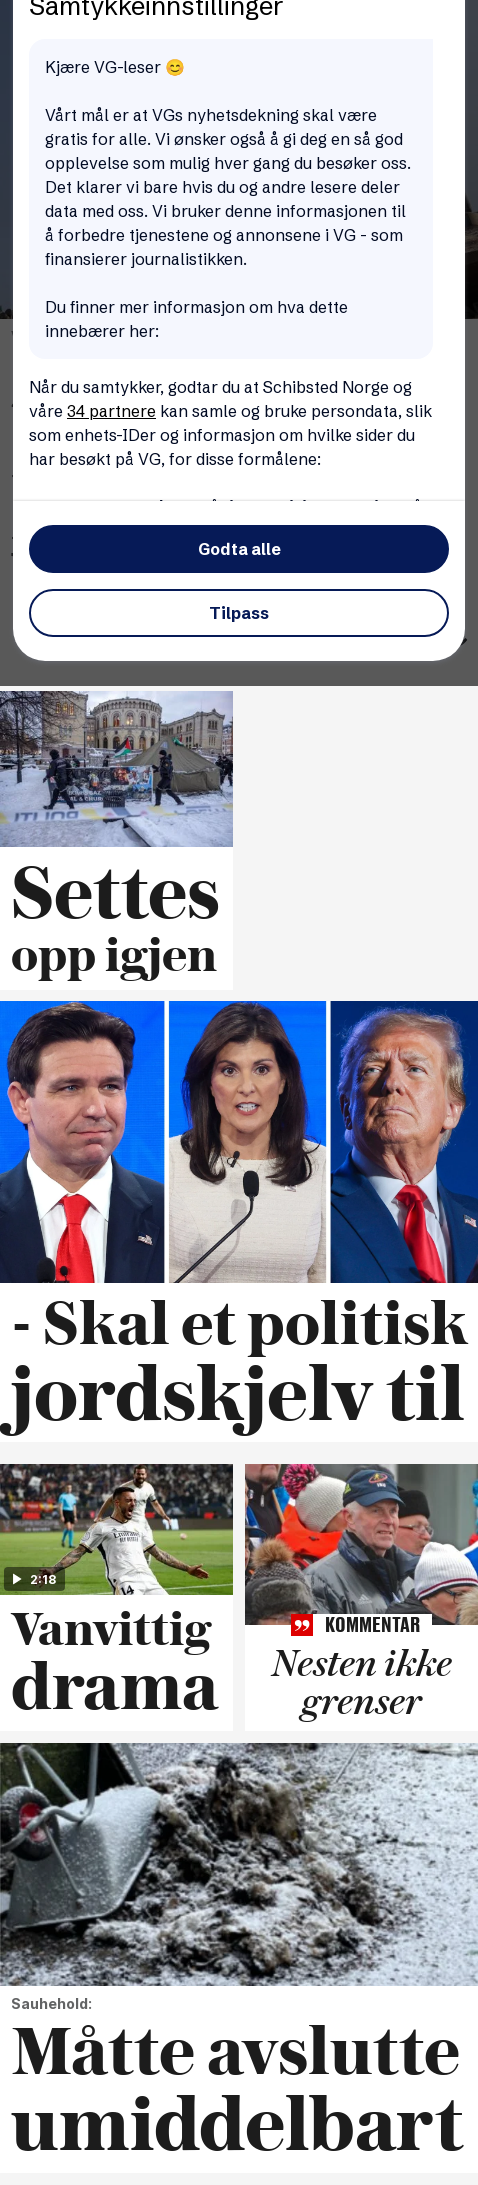 Samtykkeinnstillinger
Kjære VG-leser 😊
Vårt mål er at VGs nyhetsdekning skal være
gratis for alle. Vi ønsker også å gi deg en så god
opplevelse som mulig hver gang du besøker oss.
Det klarer vi bare hvis du og andre lesere deler
data med oss. Vi bruker denne informasjonen til
å forbedre tjenestene og annonsene i VG - som
finansierer journalistikken.
Du finner mer informasjon om hva dette
innebærer her:
Når du samtykker, godtar du at Schibsted Norge og
våre 34 partnere kan samle og bruke persondata, slik
som enhets-IDer og informasjon om hvilke sider du
har besøkt på VG, for disse formålene:
Godta alle
Tilpass
Settes
opp igjen
- Skal et politisk
jordskjelv til
2:18
14
Vanvittig
drama
KOMMENTAR
Nesten ikke
grenser
Sauhehold:
Måtte avslutte
umiddelbart